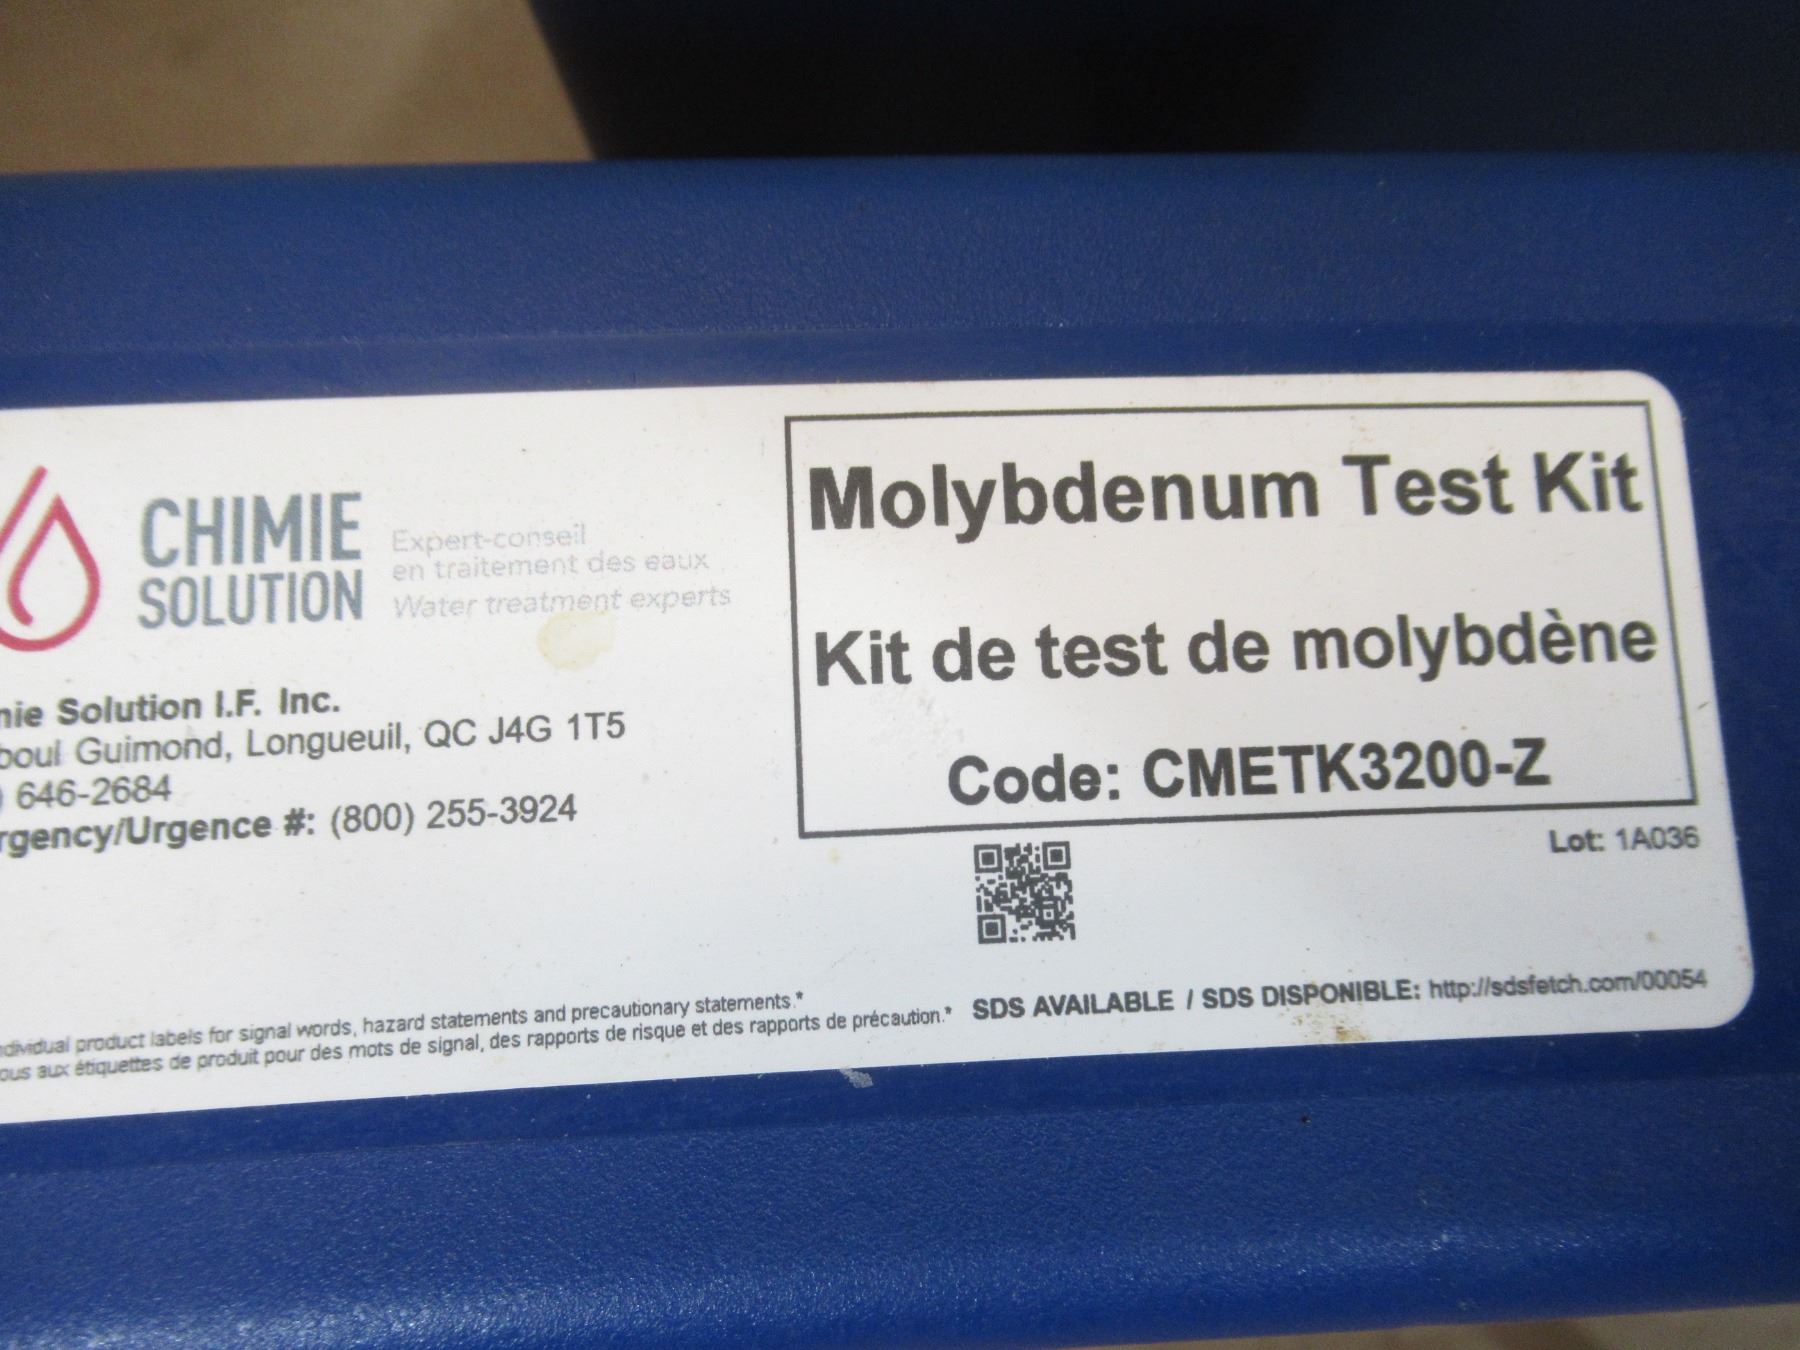 CHIMIE
SOLUTION
Expert-conseil
en traitement des eaux
Water treatment experts
mie Solution I.F. Inc.
boul Guimond, Longueuil, QC J4G 1T5
) 646-2684
rgency/Urgence #: (800) 255-3924
Molybdenum Test Kit
Kit de test de molybdène
Code: CMETK3200-Z
Lot: 1A036
dividual product labels for signal words, hazard statements and precautionary statements.*
ous aux étiquettes de produit pour des mots de signal, des rapports de risque et des rapports de précaution.*
SDS AVAILABLE / SDS DISPONIBLE: http://sdsfetch.com/00054